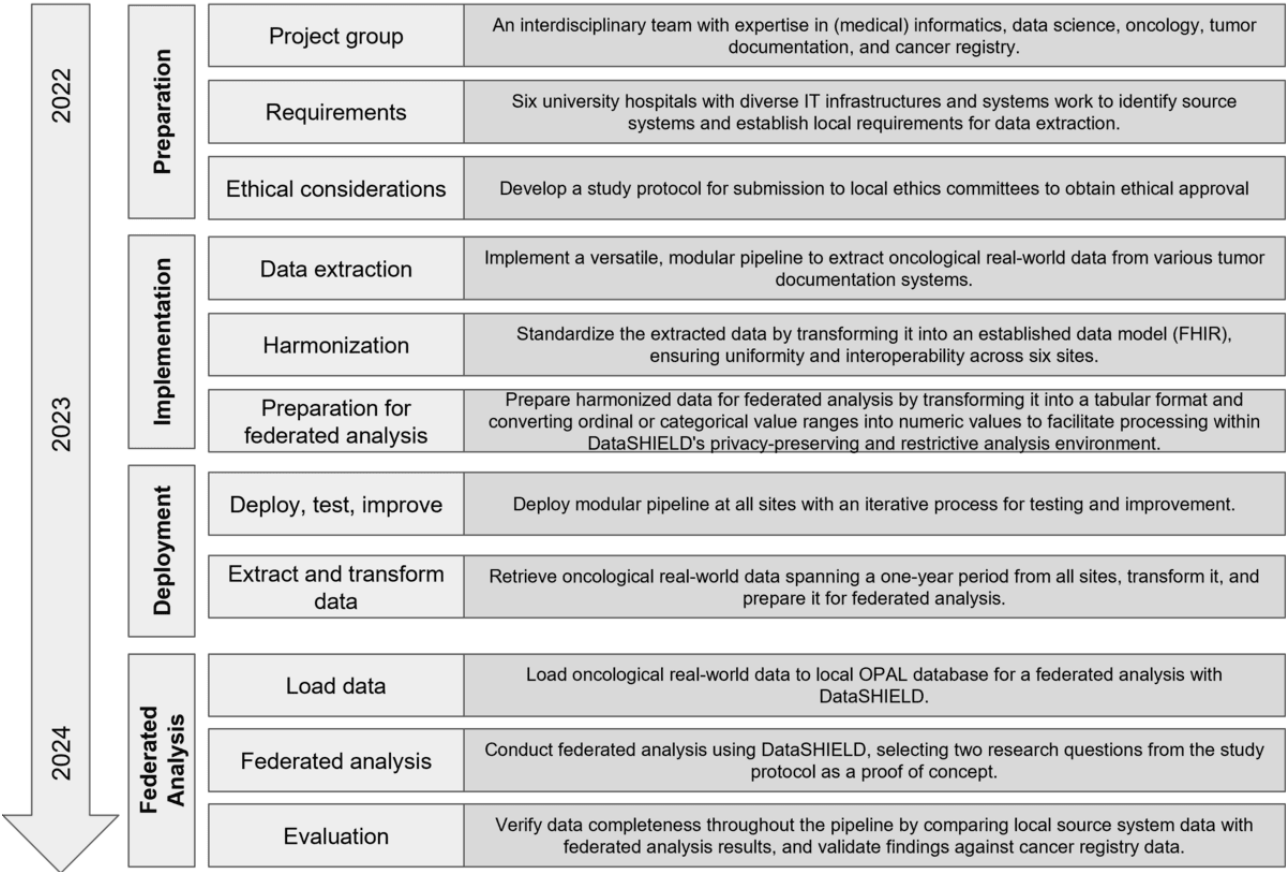 2022
Preparation
Project group
An interdisciplinary team with expertise in (medical) informatics, data science, oncology, tumor
documentation, and cancer registry.
Requirements
Six university hospitals with diverse IT infrastructures and systems work to identify source
systems and establish local requirements for data extraction.
Ethical considerations
Develop a study protocol for submission to local ethics committees to obtain ethical approval
2023
Implementation
Data extraction
Implement a versatile, modular pipeline to extract oncological real-world data from various tumor
documentation systems.
Harmonization
Standardize the extracted data by transforming it into an established data model (FHIR),
ensuring uniformity and interoperability across six sites.
Preparation for
federated analysis
Prepare harmonized data for federated analysis by transforming it into a tabular format and
converting ordinal or categorical value ranges into numeric values to facilitate processing within
DataSHIELD's privacy-preserving and restrictive analysis environment.
Deployment
Deploy, test, improve
Deploy modular pipeline at all sites with an iterative process for testing and improvement.
Extract and transform
data
Retrieve oncological real-world data spanning a one-year period from all sites, transform it, and
prepare it for federated analysis.
2024
Federated
Analysis
Load data
Load oncological real-world data to local OPAL database for a federated analysis with
DataSHIELD.
Federated analysis
Conduct federated analysis using DataSHIELD, selecting two research questions from the study
protocol as a proof of concept.
Evaluation
Verify data completeness throughout the pipeline by comparing local source system data with
federated analysis results, and validate findings against cancer registry data.